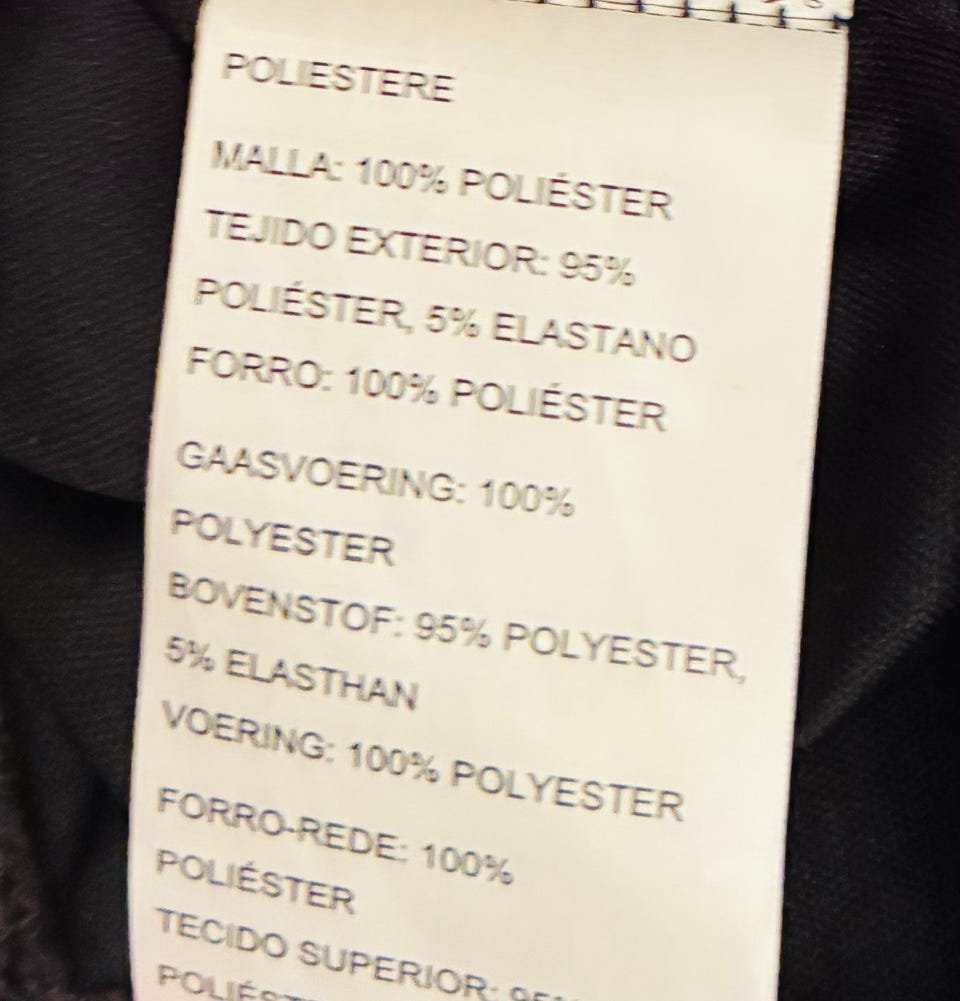 POLIESTERE
MALLA: 100% POLIÉSTER
TEJIDO EXTERIOR: 95%
POLIÉSTER, 5% ELASTANO
FORRO: 100% POLIÉSTER
GAASVOERING: 100%
POLYESTER
BOVENSTOF: 95% POLYESTER,
5% ELASTHAN
VOERING: 100% POLYESTER
FORRO-REDE: 100%
POLIÉSTER
TECIDO SUPERIOR: 95%